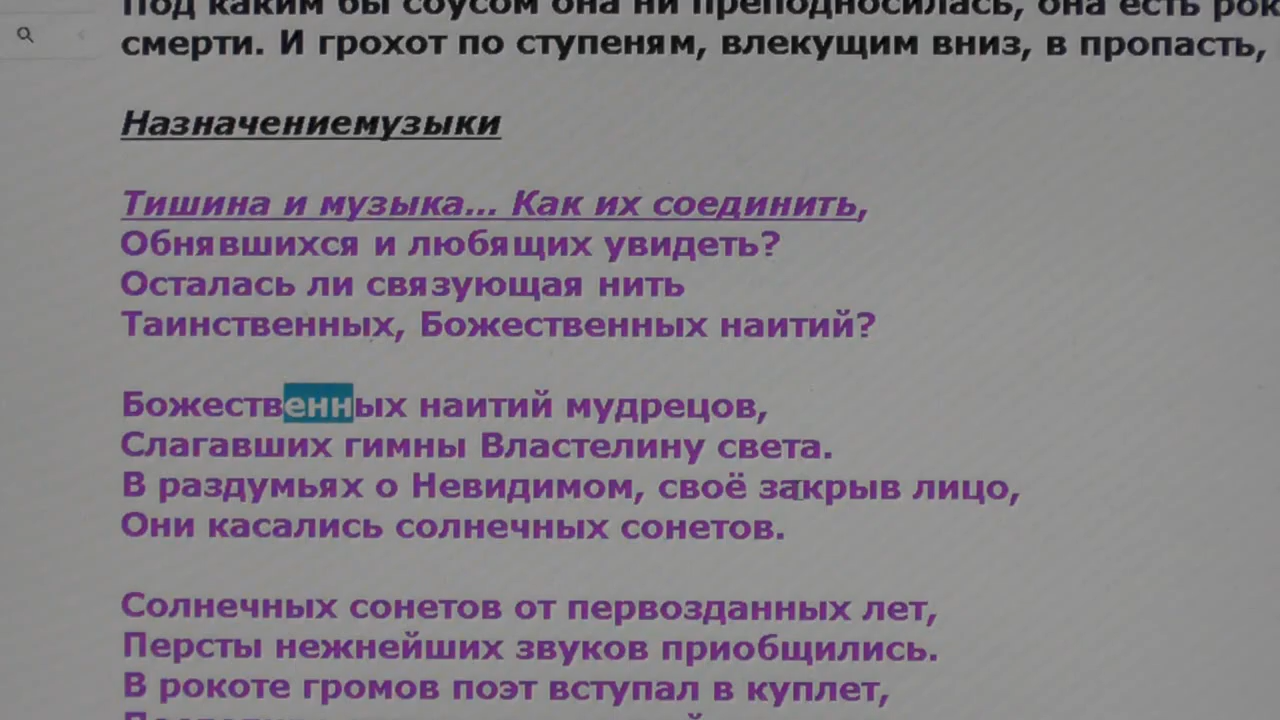 Под каким бы соусом она ни преподносилась, она есть рок
смерти. И грохот по ступеням, влекущим вниз, в пропасть,
Назначениемузыки
Тишина и музыка... Как их соединить,
Обнявшихся и любящих увидеть?
Осталась ли связующая нить
Таинственных, Божественных наитий?
Божественных наитий мудрецов,
Слагавших гимны Властелину света.
В раздумьях о Невидимом, своё закрыв лицо,
Они касались солнечных сонетов.
Солнечных сонетов от первозданных лет,
Персты нежнейших звуков приобщились.
В рокоте громов поэт вступал в куплет,